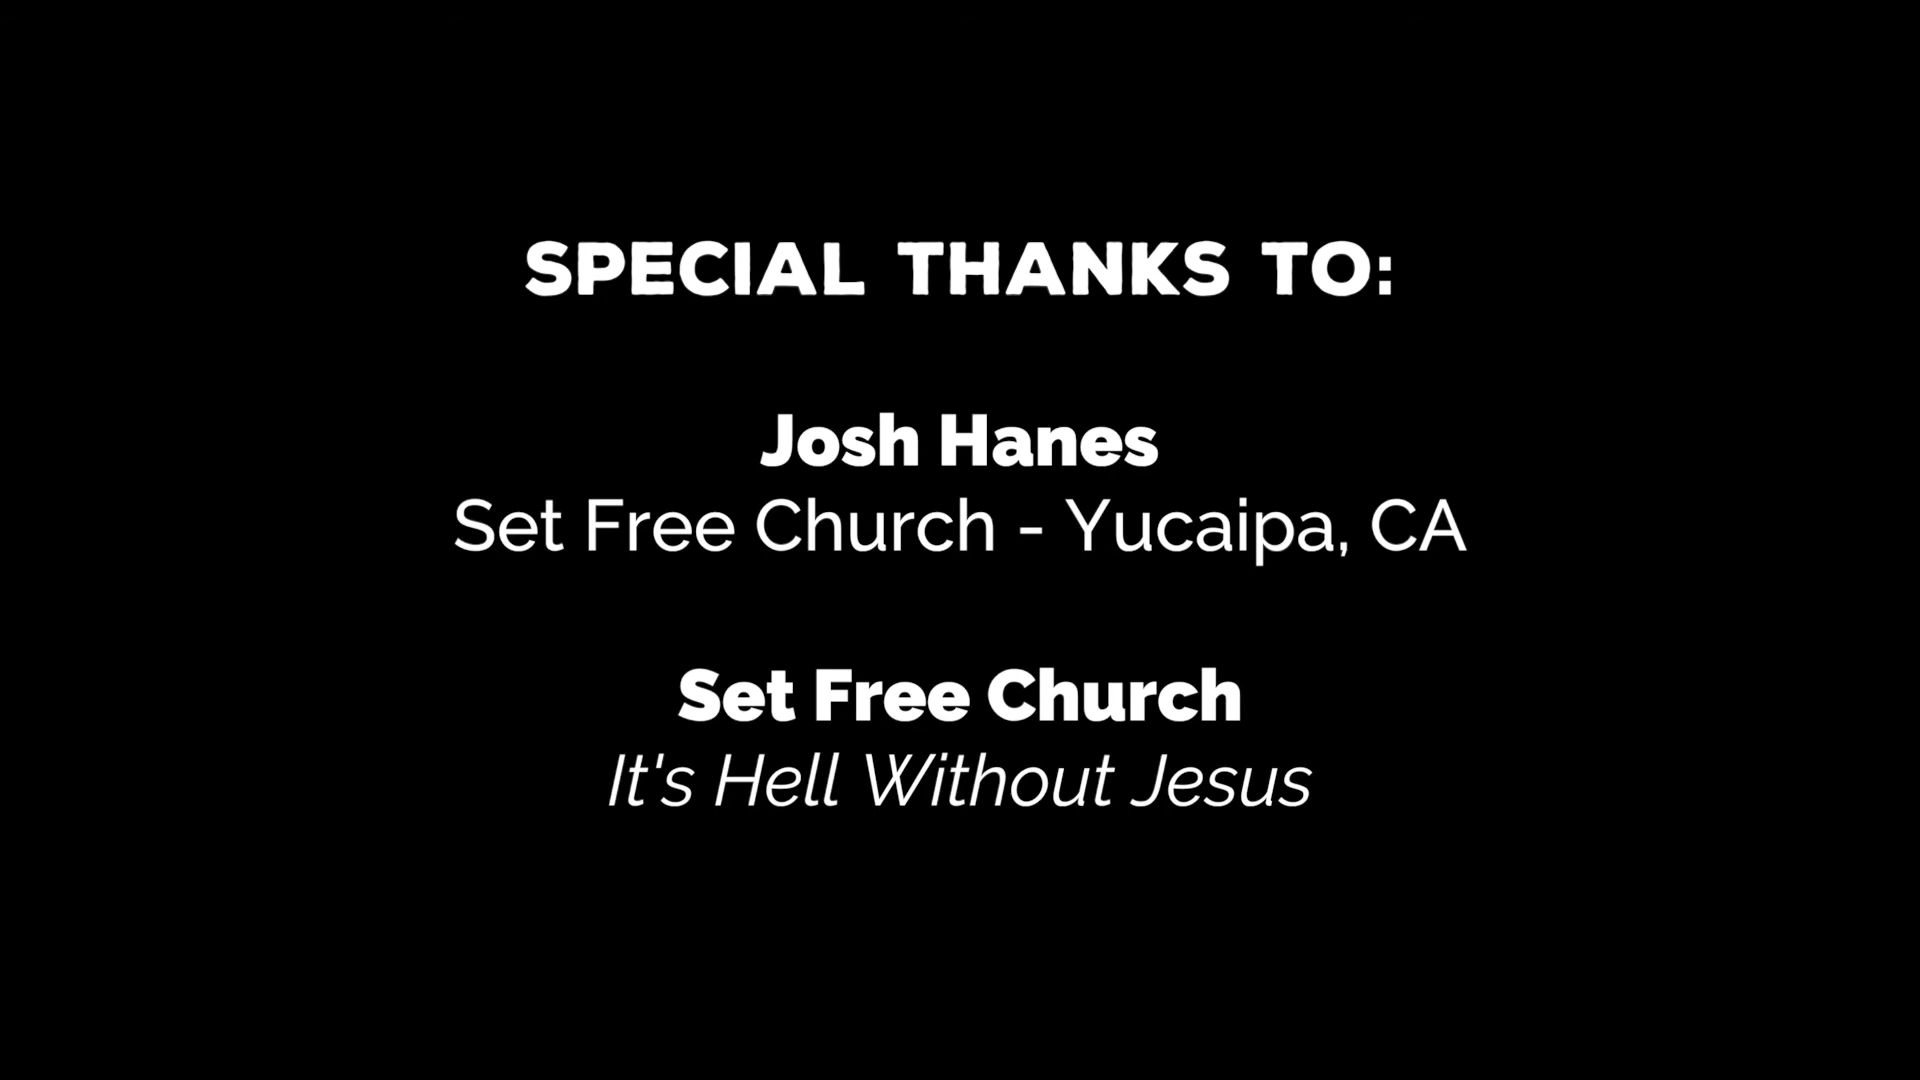 SPECIAL THANKS TO:
Josh Hanes
Set Free Church - Yucaipa, CA
Set Free Church
It's Hell Without Jesus